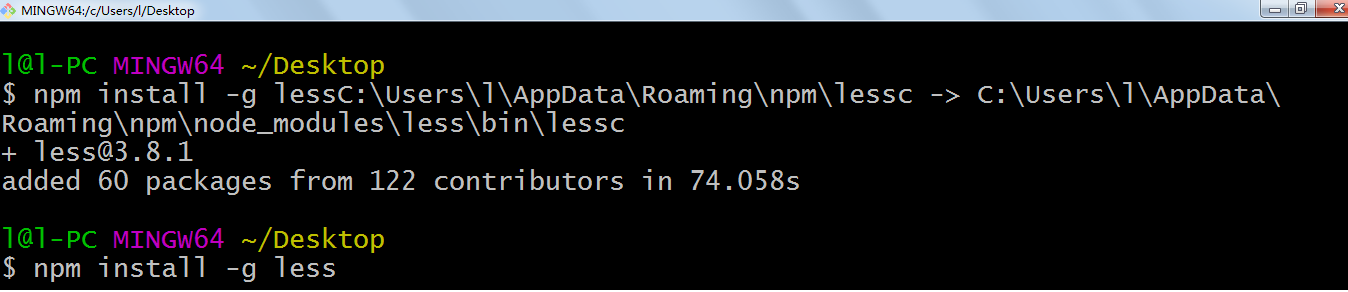 MINGW64:/c/Users/l/Desktop
l@l-PC MINGW64 ~/Desktop
$ npm install -g lessC:\Users\l\AppData\Roaming\npm\lessc -> C:\Users\l\AppData\
Roaming\npm\node_modules\less\bin\lessc
+ less@3.8.1
added 60 packages from 122 contributors in 74.058s
l@l-PC MINGW64 ~/Desktop
$ npm install -g less